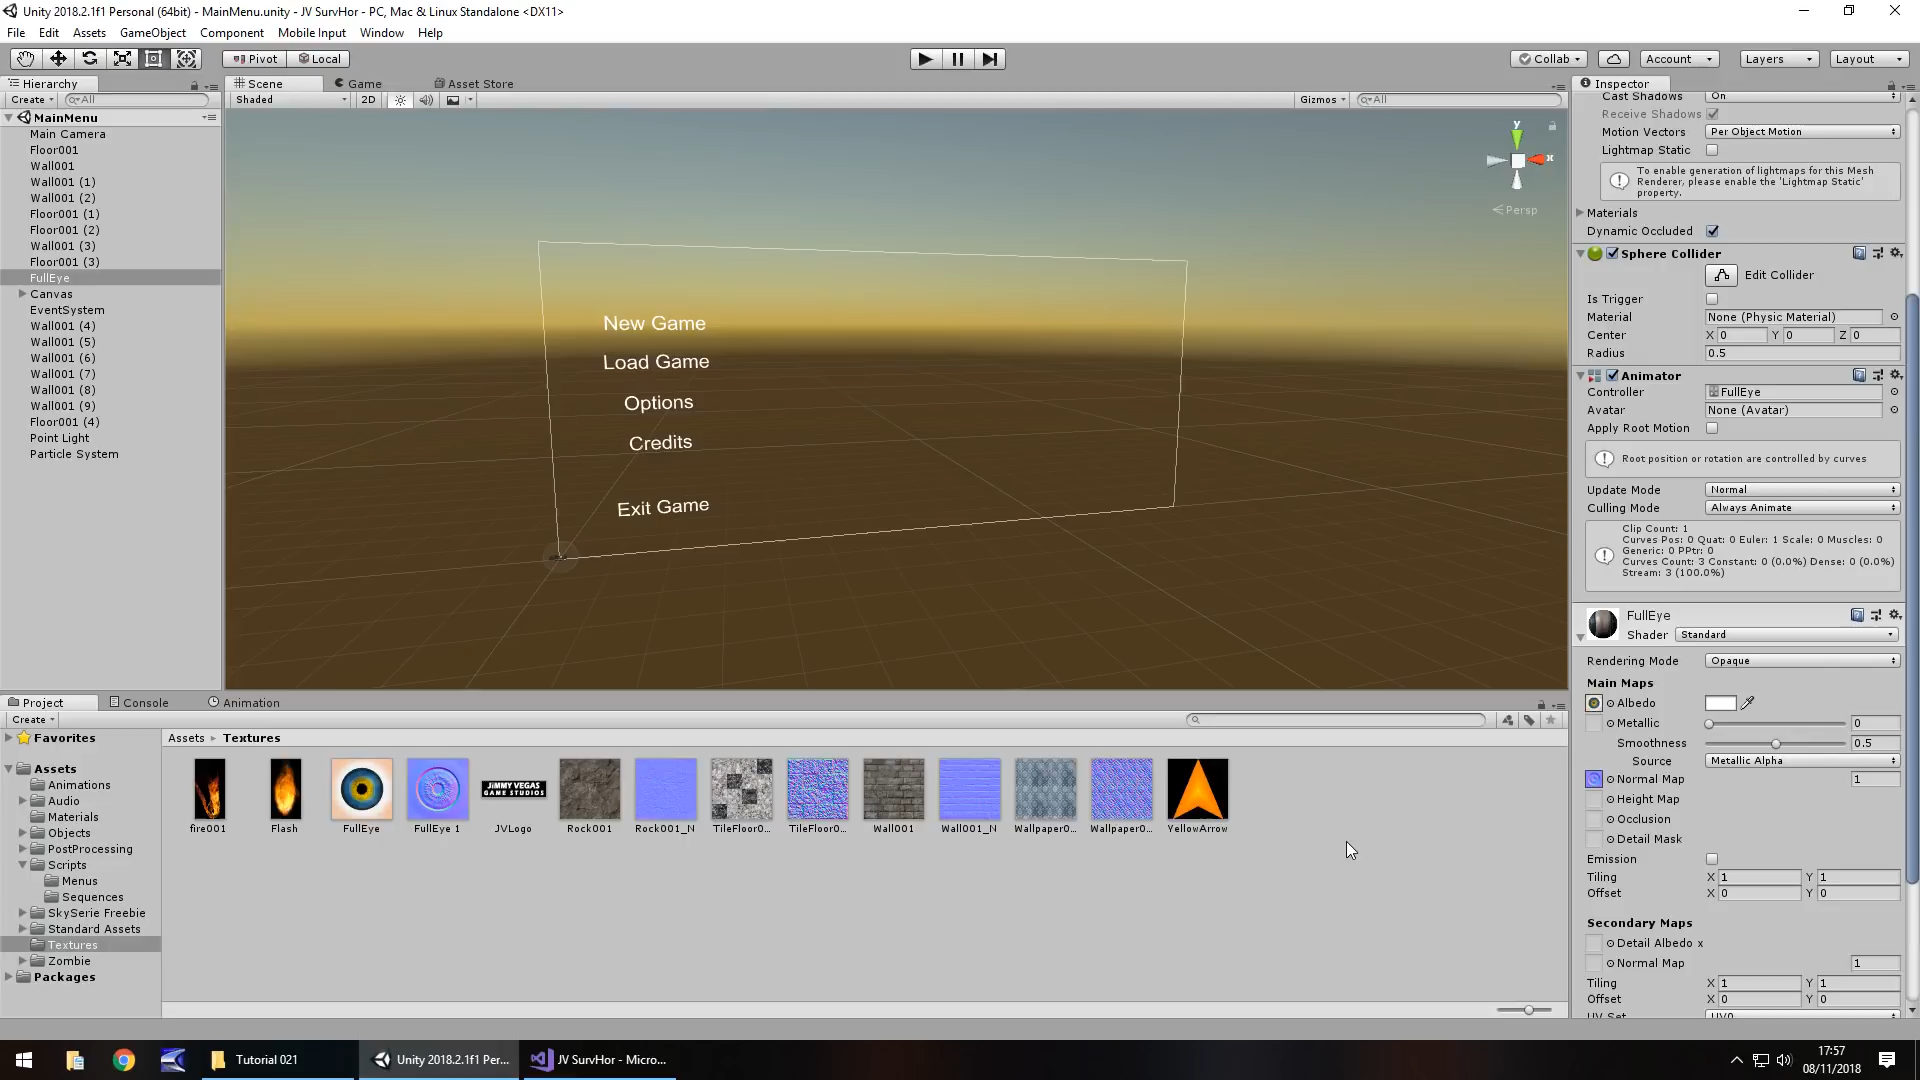 Unity 2018.2.1f1 Personal (64bit) - MainMenu.unity - JV SurvHor - PC, Mac & Linux Standalone <DX11>
File Edit Assets GameObject Component Mobile Input Window Help
Pivot Local
Collab Account Layers Layout
Hierarchy
Create All
MainMenu
Main Camera
Floor001
Wall001
Wall001 (1)
Wall001 (2)
Floor001 (1)
Floor001 (2)
Wall001 (3)
Floor001 (3)
FullEye
Canvas
EventSystem
Wall001 (4)
Wall001 (5)
Wall001 (6)
Wall001 (7)
Wall001 (8)
Wall001 (9)
Floor001 (4)
Point Light
Particle System
Scene Game Asset Store
Shaded 2D Gizmos All
y
x
Persp
New Game
Load Game
Options
Credits
Exit Game
Inspector
Cast Shadows On
Receive Shadows
Motion Vectors Per Object Motion
Lightmap Static
To enable generation of lightmaps for this Mesh
Renderer, please enable the 'Lightmap Static'
property.
Materials
Dynamic Occluded
Sphere Collider
Edit Collider
Is Trigger
Material None (Physic Material)
Center X 0 Y 0 Z 0
Radius 0.5
Animator
Controller FullEye
Avatar None (Avatar)
Apply Root Motion
Root position or rotation are controlled by curves
Update Mode Normal
Culling Mode Always Animate
Clip Count: 1
Curves Pos: 0 Quat: 0 Euler: 1 Scale: 0 Muscles: 0
Generic: 0 PPtr: 0
Curves Count: 3 Constant: 0 (0.0%) Dense: 0 (0.0%)
Stream: 3 (100.0%)
FullEye
Shader Standard
Rendering Mode Opaque
Main Maps
Albedo
Metallic 0
Smoothness 0.5
Source Metallic Alpha
Normal Map 1
Height Map
Occlusion
Detail Mask
Emission
Tiling X 1 Y 1
Offset X 0 Y 0
Secondary Maps
Detail Albedo x
Normal Map 1
Tiling X 1 Y 1
Offset X 0 Y 0
UV Set UV0
Project Console Animation
Create
Favorites
Assets
Animations
Audio
Materials
Objects
PostProcessing
Scripts
Menus
Sequences
SkySerie Freebie
Standard Assets
Textures
Zombie
Packages
Assets Textures
JIMMY VEGAS
GAME STUDIOS
fire001 Flash FullEye FullEye 1 JVLogo Rock001 Rock001_N TileFloor0... TileFloor0... Wall001 Wall001_N Wallpaper0... Wallpaper0... YellowArrow
Tutorial 021 Unity 2018.2.1f1 Per... JV SurvHor - Micro...
17:57
08/11/2018